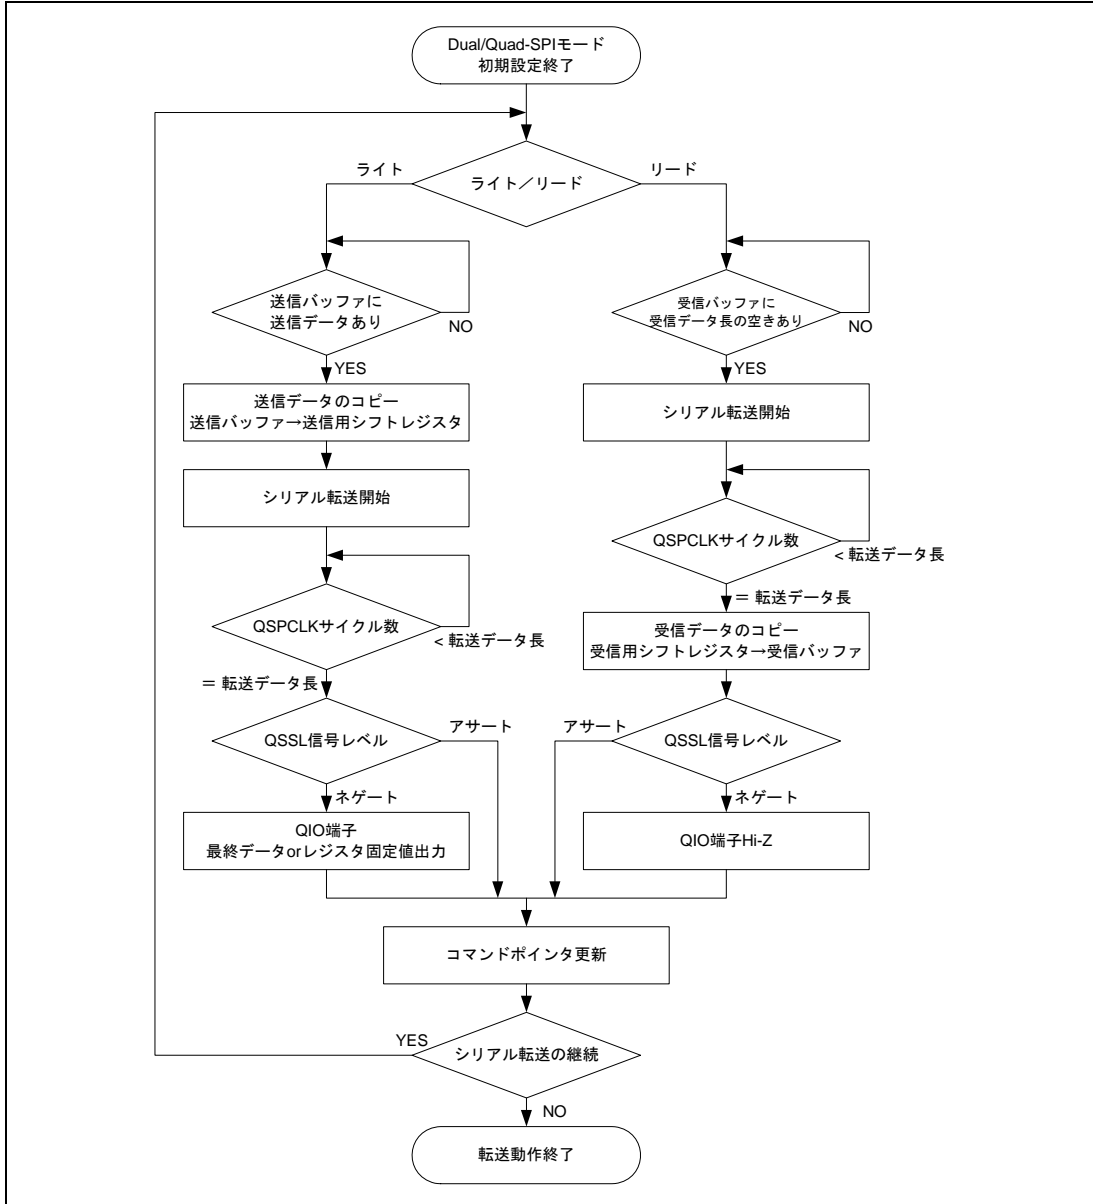 Dual/Quad-SPIモード
初期設定終了
ライト
リード
ライト／リード
送信バッファに
送信データあり
NO
YES
送信データのコピー
送信バッファ→送信用シフトレジスタ
シリアル転送開始
QSPCLKサイクル数
< 転送データ長
＝ 転送データ長
QSSL信号レベル
アサート
ネゲート
QIO端子
最終データorレジスタ固定値出力
受信バッファに
受信データ長の空きあり
NO
YES
シリアル転送開始
QSPCLKサイクル数
< 転送データ長
＝ 転送データ長
受信データのコピー
受信用シフトレジスタ→受信バッファ
アサート
QSSL信号レベル
ネゲート
QIO端子Hi-Z
コマンドポインタ更新
YES
シリアル転送の継続
NO
転送動作終了